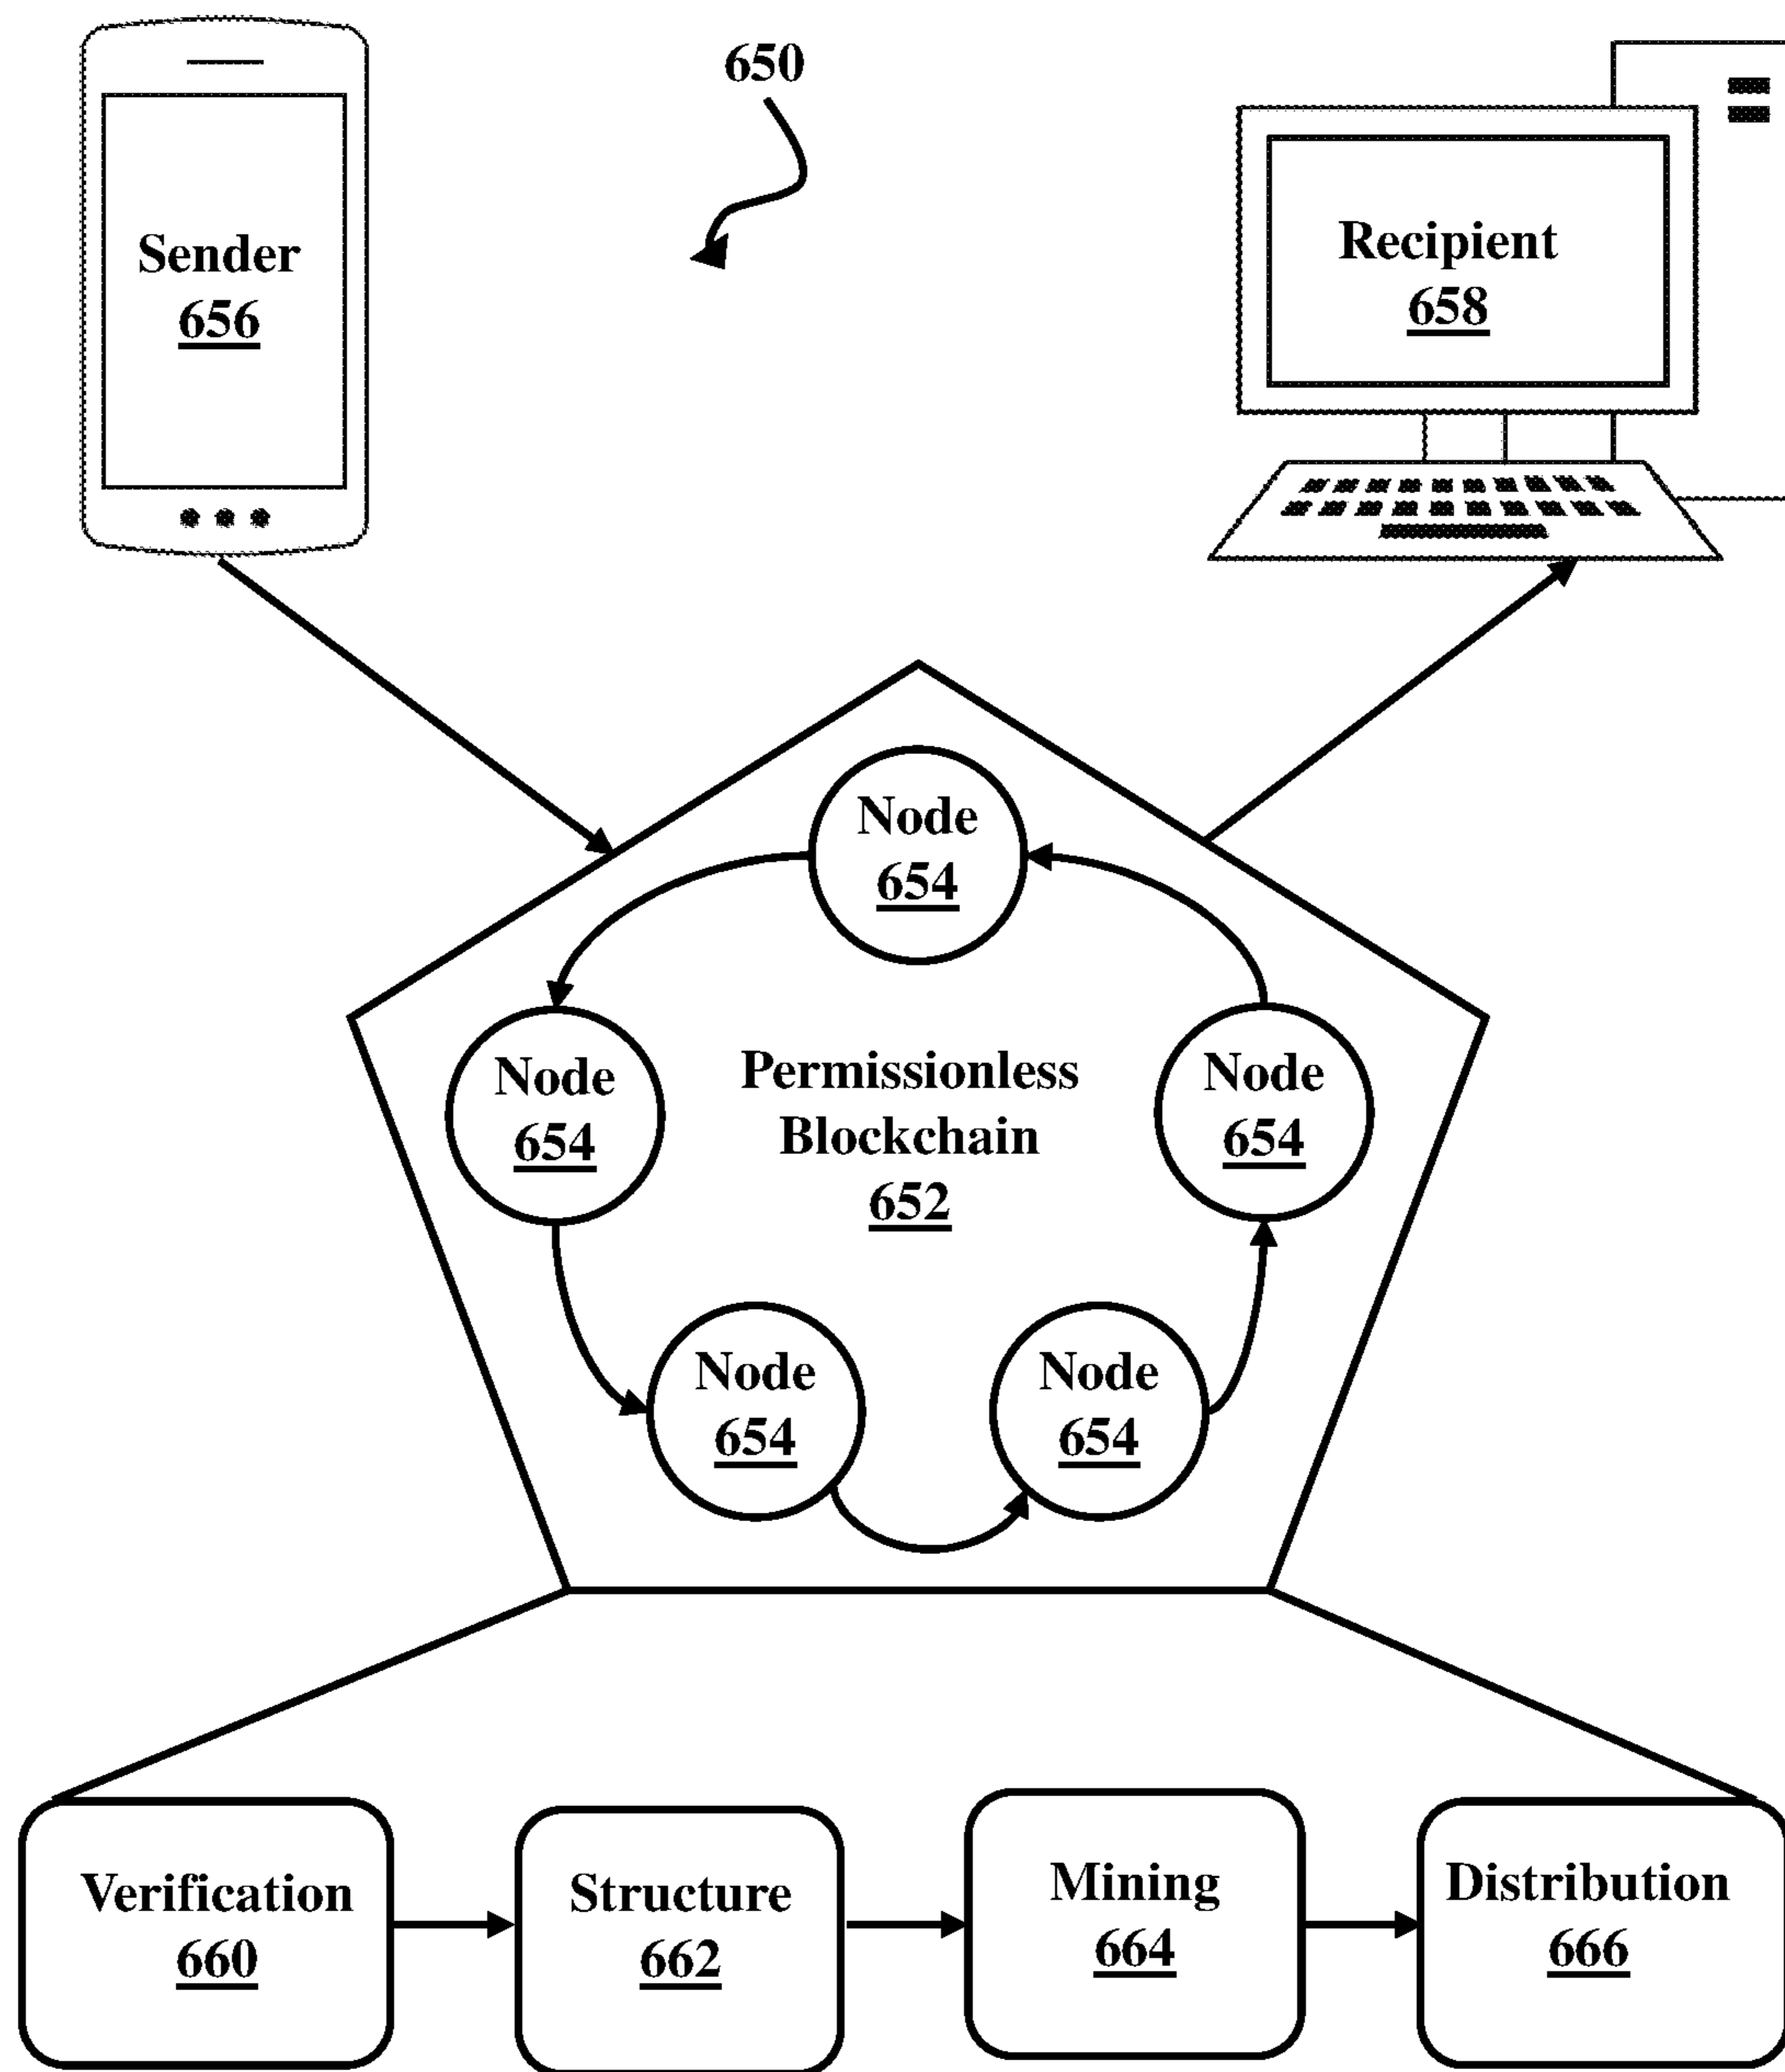 650
Sender
656
Recipient
658
Node
654
Node
654
Permissionless
Blockchain
652
Node
654
Node
654
Node
654
Verification
660
Structure
662
Mining
664
Distribution
666